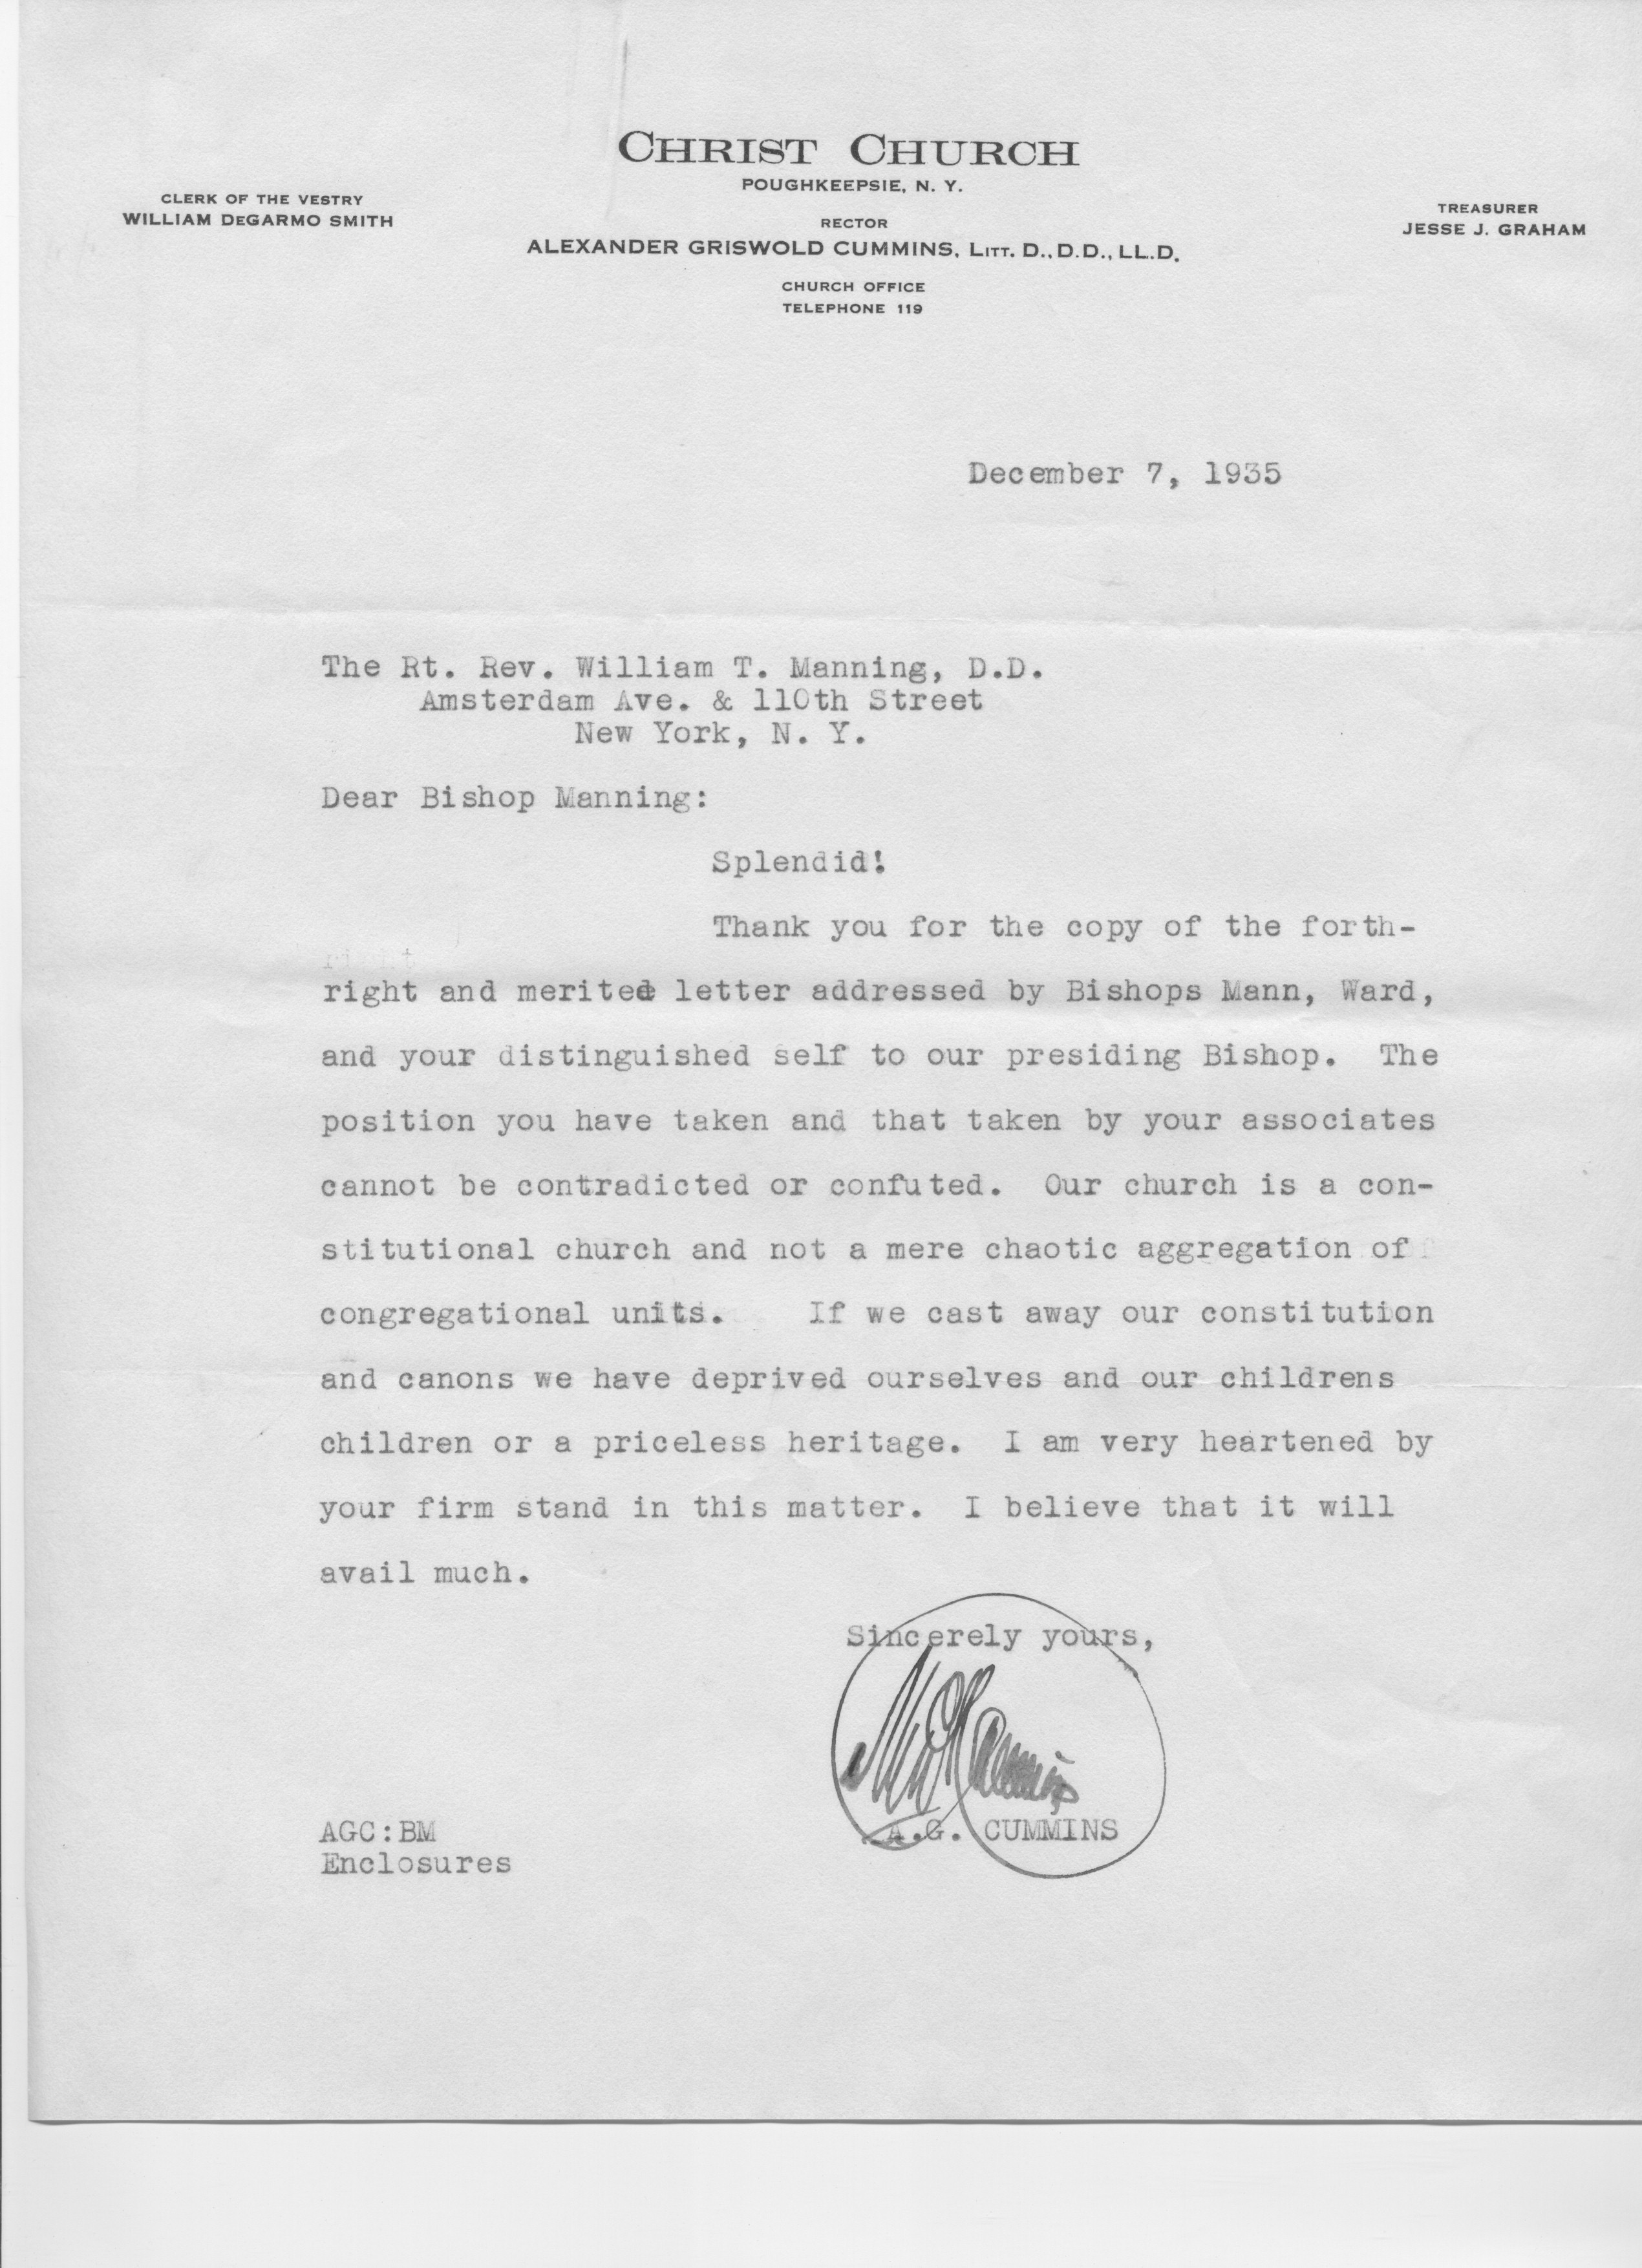 CHRIST CHURCH
POUGHKEEPSIE, N. Y.
CLERK OF THE VESTRY
WILLIAM DEGARMO SMITH
RECTOR
ALEXANDER GRISWOLD CUMMINS, LITT. D., D.D., LL.D.
TREASURER
JESSE J. GRAHAM
CHURCH OFFICE
TELEPHONE 119
December 7, 1935
The Rt. Rev. William T. Manning, D.D.
Amsterdam Ave. & 110th Street
New York, N. Y.
Dear Bishop Manning:
Splendid!
Thank you for the copy of the forth-
right and merited letter addressed by Bishops Mann, Ward,
and your distinguished self to our presiding Bishop. The
position you have taken and that taken by your associates
cannot be contradicted or confuted. Our church is a con-
stitutional church and not a mere chaotic aggregation of
congregational units. If we cast away our constitution
and canons we have deprived ourselves and our childrens
children or a priceless heritage. I am very heartened by
your firm stand in this matter. I believe that it will
avail much.
Sincerely yours,
A.G. CUMMINS
AGC:BM
Enclosures